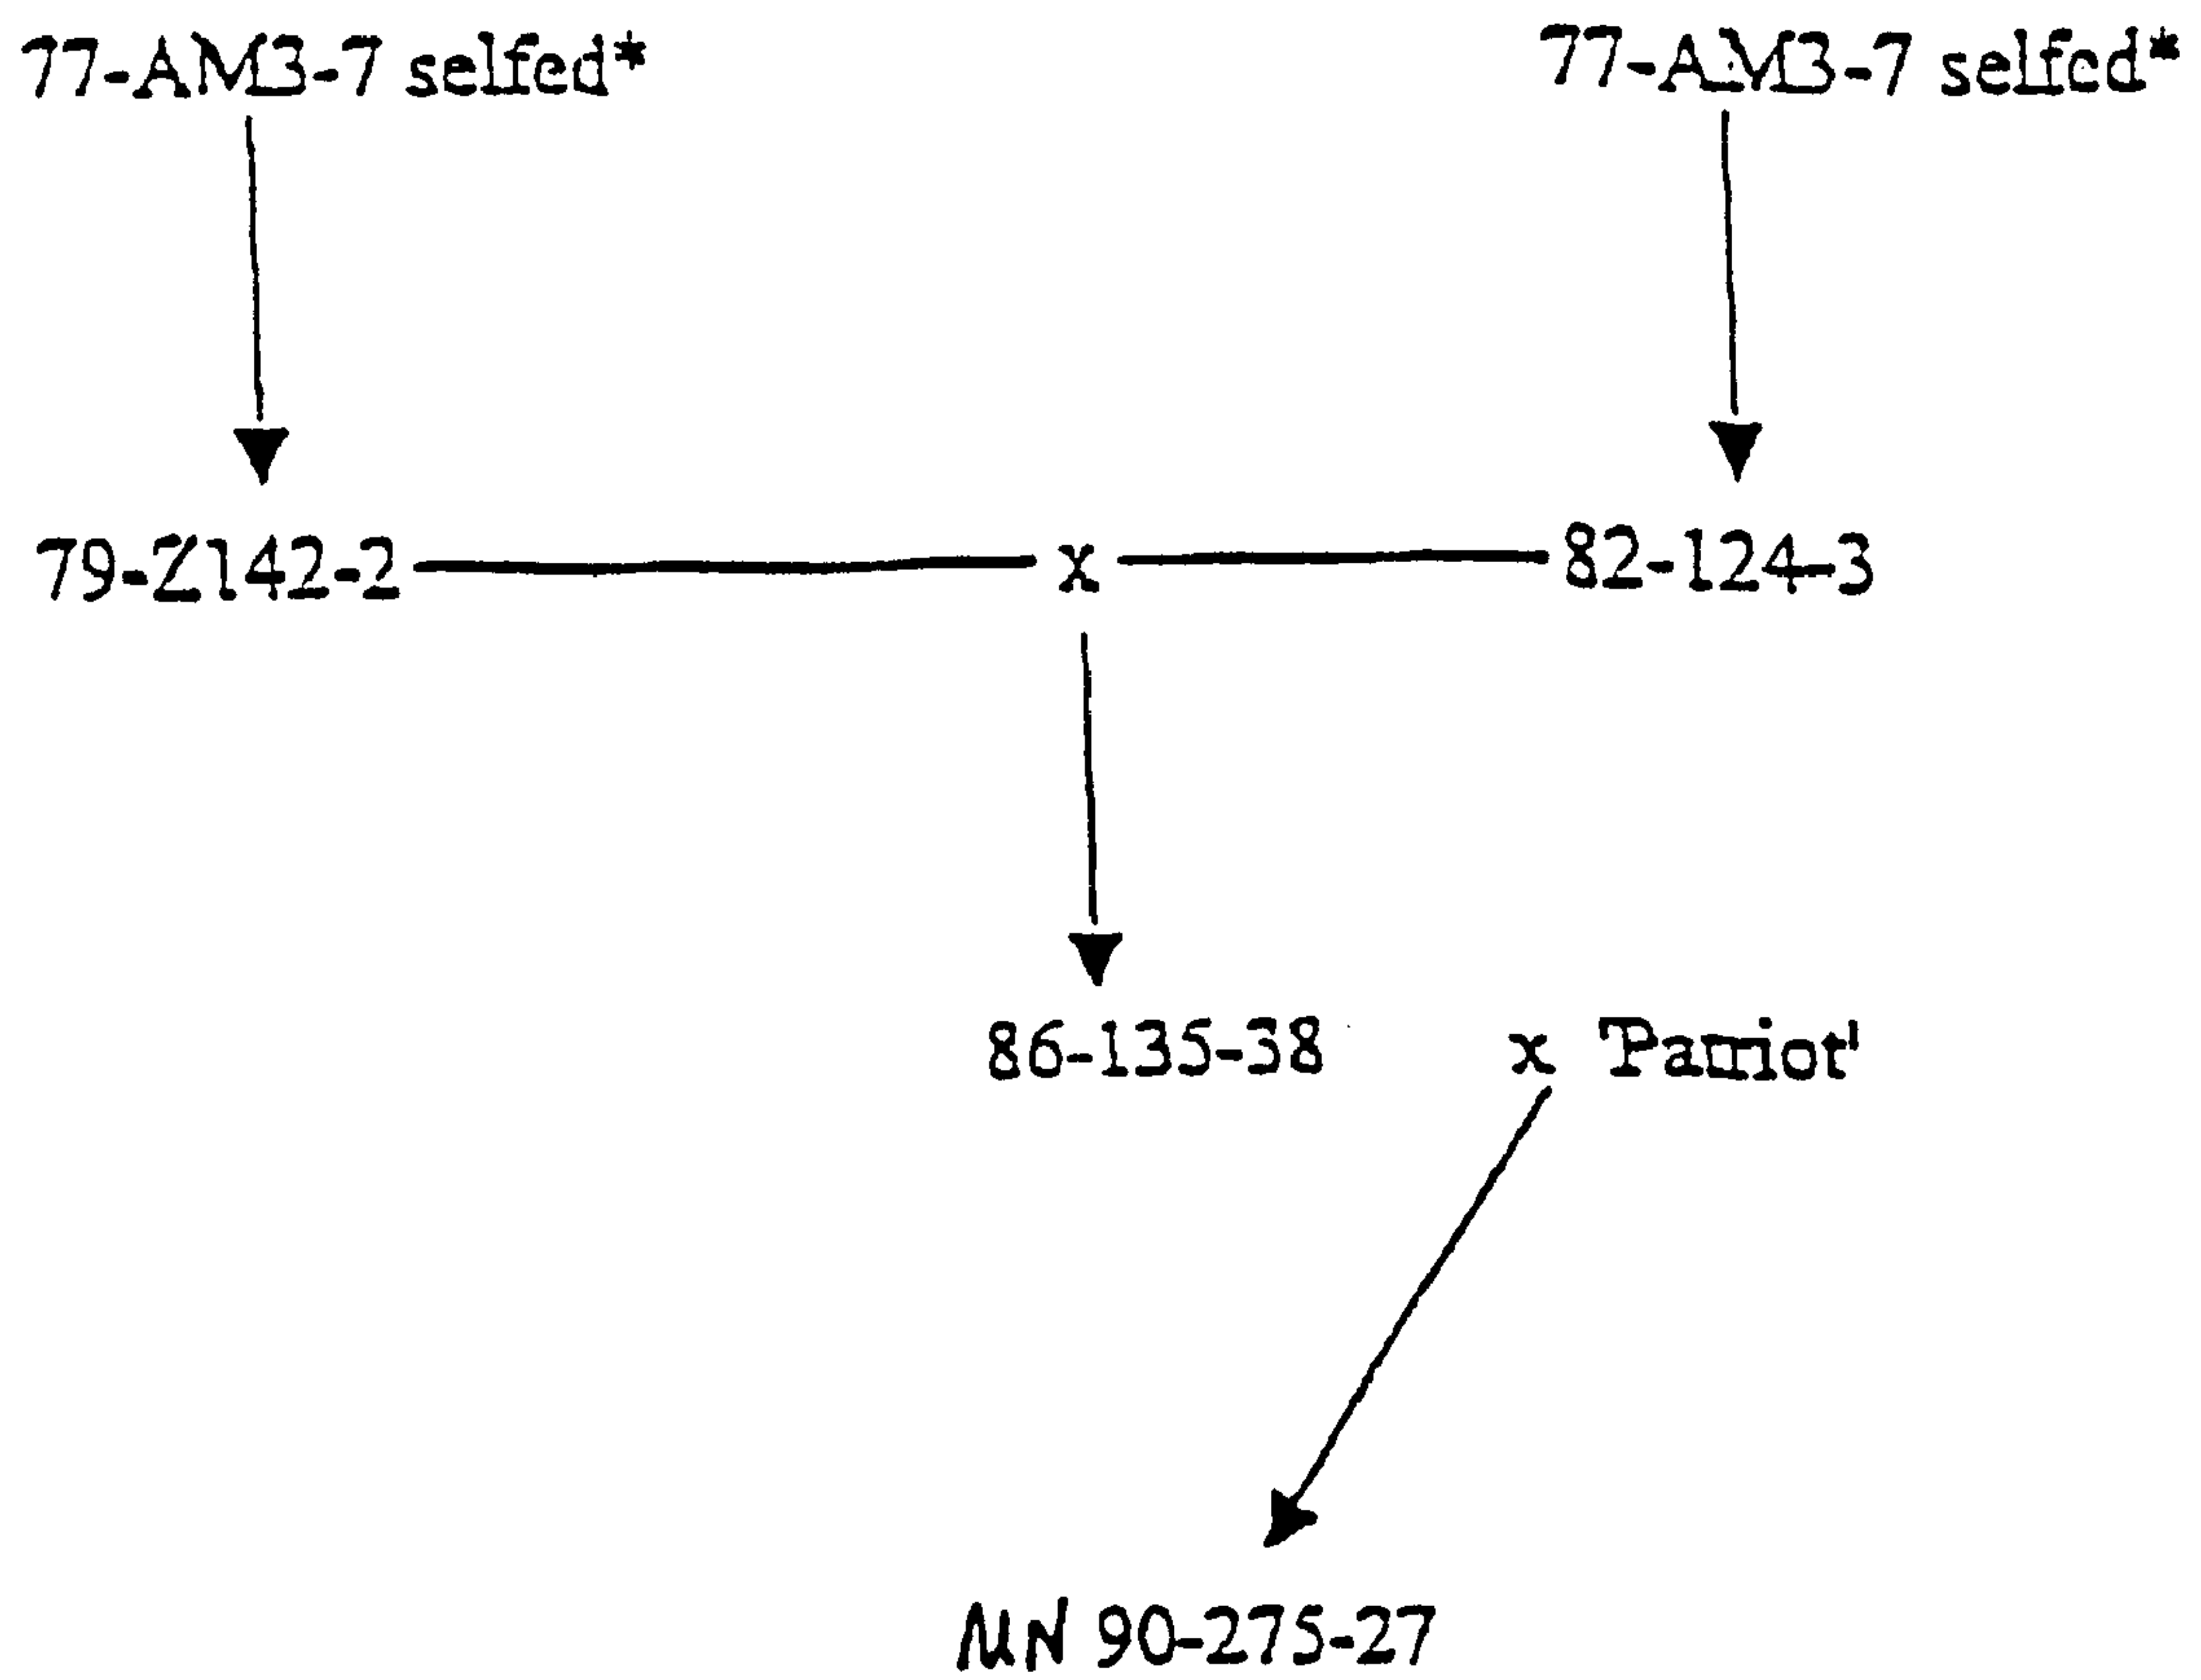 77-AM3-7 selfed* 77-AM3-7 selfed*
79-Z142-2 x 82-124-3
86-135-38 x 'Patriot'
MN 90-275-27